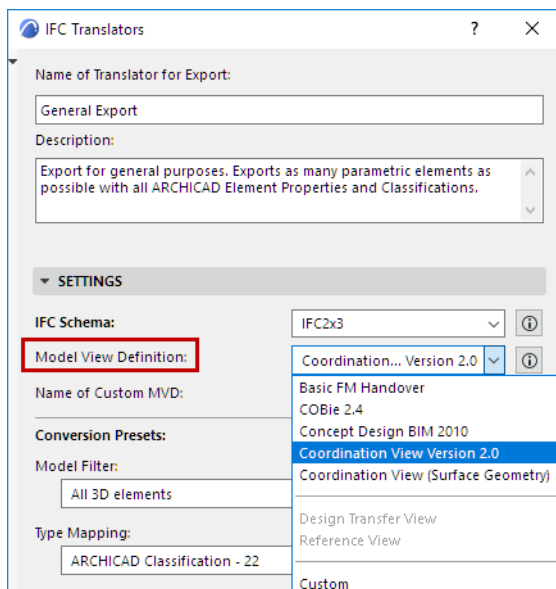 IFC Translators
Name of Translator for Export:
General Export
Description:
Export for general purposes. Exports as many parametric elements as
possible with all ARCHICAD Element Properties and Classifications.
SETTINGS
IFC Schema:
IFC2x3
Model View Definition:
Coordination... Version 2.0
Name of Custom MVD:
Basic FM Handover
COBie 2.4
Concept Design BIM 2010
Coordination View Version 2.0
Coordination View (Surface Geometry)
Design Transfer View
Reference View
Custom
Conversion Presets:
Model Filter:
All 3D elements
Type Mapping:
ARCHICAD Classification - 22